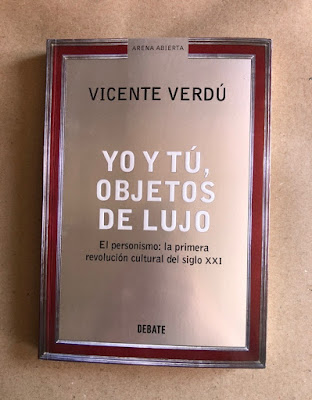 ARENA ABIERTA
VICENTE VERDÚ
YO Y TÚ,
OBJETOS
DE LUJO
El personismo: la primera
revolución cultural del siglo XXI
DEBATE